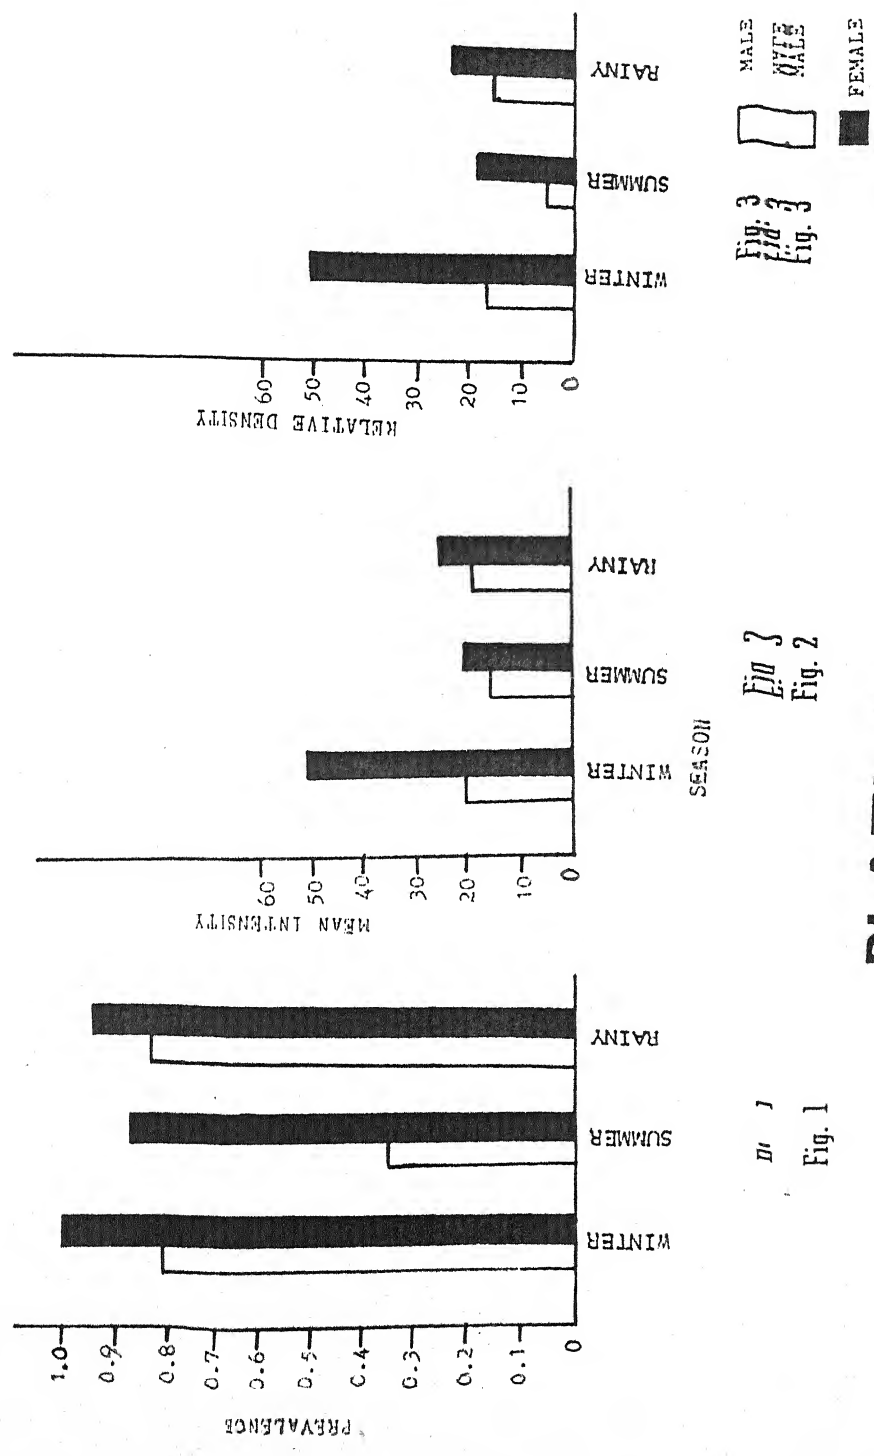 PREVALENCE
1.0
0.9
0.8
0.7
0.6
0.5
0.4
0.3
0.2
0.1
0
WINTER
SUMMER
RAINY
Fig. 1
MEAN INTENSITY
60
50
40
30
20
10
0
WINTER
SUMMER
RAINY
SEASON
Fig. 2
RELATIVE DENSITY
60
50
40
30
20
10
0
WINTER
SUMMER
RAINY
Fig. 3
Fig. 3
MALE
MALE
FEMALE